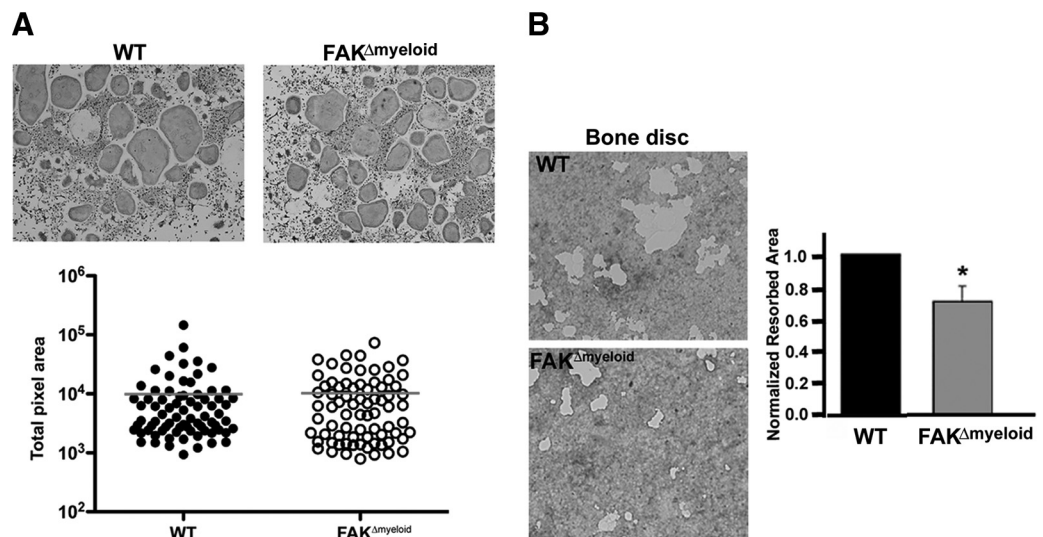 A
WT
FAKΔmyeloid
Total pixel area
10⁶
10⁵
10⁴
10³
10²
WT
FAKΔmyeloid
B
Bone disc
WT
FAKΔmyeloid
Normalized Resorbed Area
1.0
0.8
0.6
0.4
0.2
0.0
*
WT
FAKΔmyeloid